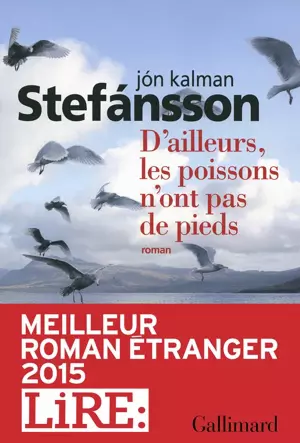 jón kalman
Stefánsson
D'ailleurs,
les poissons
n'ont pas
de pieds
roman
MEILLEUR
ROMAN ÉTRANGER
2015
LiRE:
Gallimard